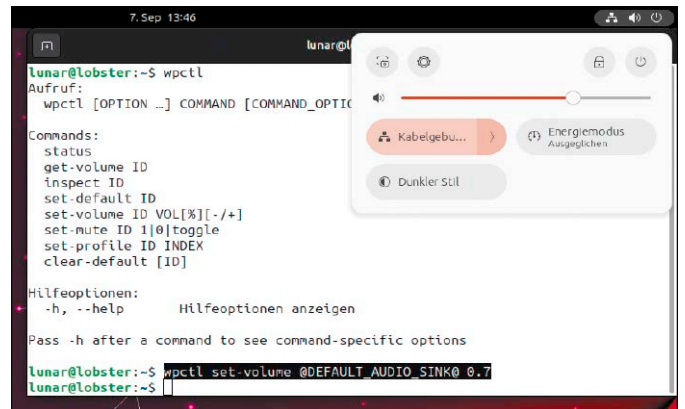 7. Sep 13:46
lunar@l
lunar@lobster:~$ wpctl
Aufruf:
wpctl [OPTION …] COMMAND [COMMAND_OPTIO
Commands:
status
get-volume ID
inspect ID
set-default ID
set-volume ID VOL[%][-/+]
set-mute ID 1|0|toggle
set-profile ID INDEX
clear-default [ID]
Hilfeoptionen:
-h, --help Hilfeoptionen anzeigen
Pass -h after a command to see command-specific options
lunar@lobster:~$ wpctl set-volume @DEFAULT_AUDIO_SINK@ 0.7
lunar@lobster:~$
Kabelgebu…
Energiemodus
Ausgeglichen
Dunkler Stil